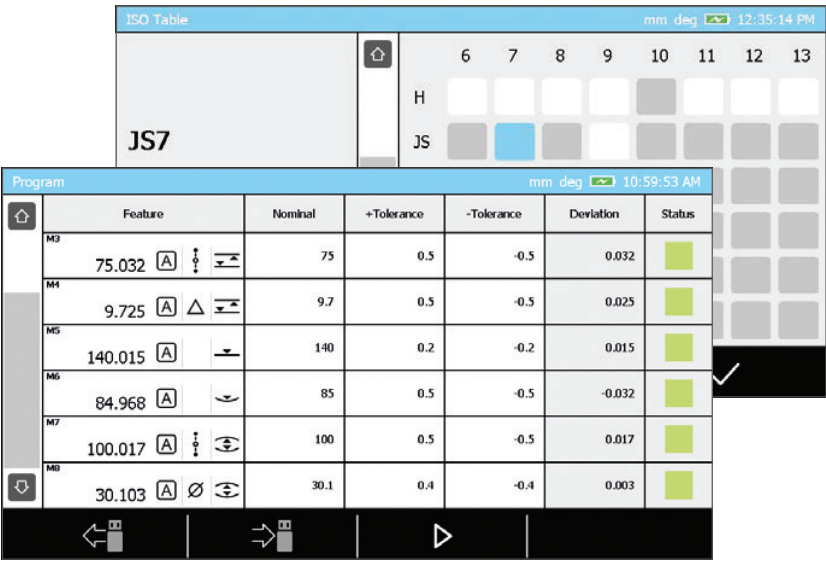 ISO Table mm deg 12:35:14 PM
6 7 8 9 10 11 12 13
H
JS7 JS
Program mm deg 10:59:53 AM
Feature Nominal +Tolerance -Tolerance Deviation Status
M3
75.032 A 75 0.5 -0.5 0.032
M4
9.725 A 9.7 0.5 -0.5 0.025
M5
140.015 A 140 0.2 -0.2 0.015
M6
84.968 A 85 0.5 -0.5 -0.032
M7
100.017 A 100 0.5 -0.5 0.017
M8
30.103 A Ø 30.1 0.4 -0.4 0.003